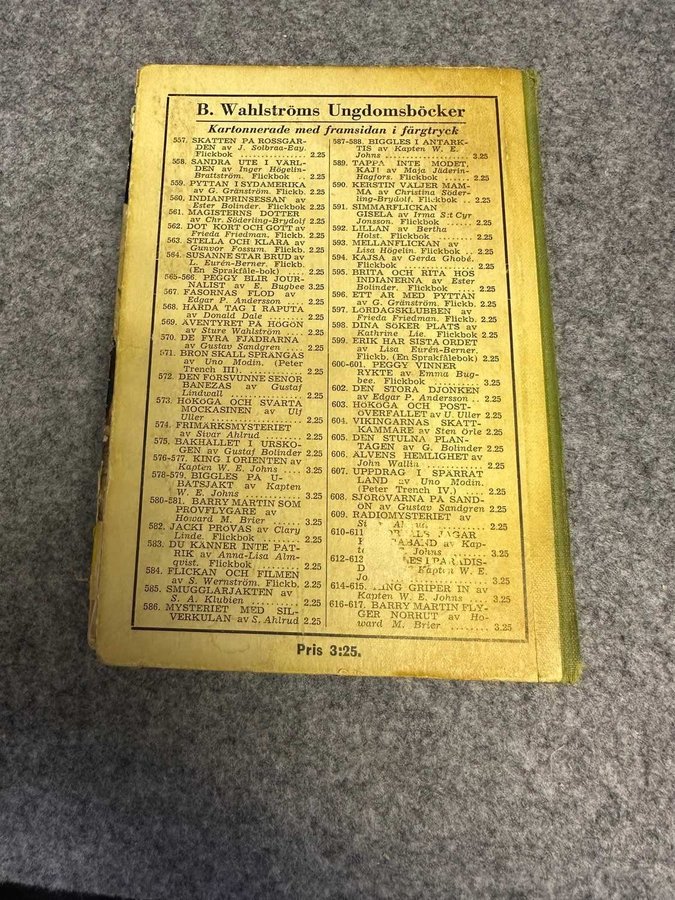 B. Wahlströms Ungdomsböcker
Kartonnerade med framsidan i färgtryck
557. SKATTEN PÅ ROSSGÅR-
DEN av J. Solbraa-Bay.
Flickbok ............ 2.25
558. SANDRA UTE I VÄRL-
DEN av Inger Högelin-
Brattström. Flickbok .. 2.25
559. PYTTAN I SYDAMERIKA
av G. Gränström. Flickb. 2.25
560. INDIANPRINSESSAN av
Ester Bolinder. Flickbok 2.25
561. MAGISTERNS DOTTER
av Chr. Söderling-Brydolf 2.25
562. DOT KORT OCH GOTT av
Frieda Friedman. Flickb. 2.25
563. STELLA OCH KLARA av
Gunvor Fossum. Flickb. 2.25
564. SUSANNE STAR BRUD av
L. Eurén-Berner. Flickb.
(En Språkfåle-bok) .... 2.25
565-566. PEGGY BLIR JOUR-
NALIST av E. Bugbee 3.25
567. FASORNAS FLOD av
Edgar P. Andersson .... 2.25
568. HÅRDA TAG I RAPUTA
av Donald Dale ........ 2.25
569. ÄVENTYRET PÅ HÖGÖN
av Sture Wahlström .... 2.25
570. DE FYRA FJÄDRARNA
av Gustav Sandgren .... 2.25
571. BRON SKALL SPRÄNGAS
av Uno Modin. (Peter
Trench III) ........... 2.25
572. DEN FÖRSVUNNE SENOR
BANEZAS av Gustaf
Lindwall .............. 2.25
573. HOKOGA OCH SVARTA
MOCKASINEN av Ulf
Uller ................. 2.25
574. FRIMÄRKSMYSTERIET
av Sivar Ahlrud ....... 2.25
575. BAKHÅLLET I URSKO-
GEN av Gustaf Bolinder 2.25
576-577. KING I ORIENTEN av
Kapten W. E. Johns ... 3.25
578-579. BIGGLES PÅ U-
BÅTSJAKT av Kapten
W. E. Johns ......... 3.25
580-581. BARRY MARTIN SOM
PROVFLYGARE av
Howard M. Brier ..... 3.25
582. JACKI PRÖVAS av Clary
Linde. Flickbok ....... 2.25
583. DU KÄNNER INTE PAT-
RIK av Anna-Lisa Alm-
qvist. Flickbok ....... 2.25
584. FLICKAN OCH FILMEN
av S. Wernström. Flickb. 2.25
585. SMUGGLARJAKTEN av
S. A. Klubien ......... 2.25
586. MYSTERIET MED SIL-
VERKULAN av S. Ahlrud 2.25
587-588. BIGGLES I ANTARK-
TIS av Kapten W. E.
Johns ................ 3.25
589. TAPPA INTE MODET,
KAJ! av Maja Jäderin-
Hagfors. Flickbok ..... 2.25
590. KERSTIN VÄLJER MAM-
MA av Christina Söder-
ling-Brydolf. Flickbok .. 2.25
591. SIMMARFLICKAN
GISELA av Irma S:t Cyr
Jönsson. Flickbok ...... 2.25
592. LILLAN av Bertha
Holst. Flickbok ........ 2.25
593. MELLANFLICKAN av
Lisa Högelin. Flickbok .. 2.25
594. KAJSA av Gerda Ghobé.
Flickbok .............. 2.25
595. BRITA OCH RITA HOS
INDIANERNA av Ester
Bolinder. Flickbok ..... 2.25
596. ETT ÅR MED PYTTAN
av G. Gränström. Flickb. 2.25
597. LÖRDAGSKLUBBEN av
Frieda Friedman. Flickb. 2.25
598. DINA SÖKER PLATS av
Kathrine Lie. Flickbok 2.25
599. ERIK HAR SISTA ORDET
av Lisa Eurén-Berner.
Flickb. (En Språkfålebok) 2.25
600-601. PEGGY VINNER
RYKTE av Emma Bug-
bee. Flickbok ......... 3.25
602. DEN STORA DJONKEN
av Edgar P. Andersson .. 2.25
603. HOKOGA OCH POST-
ÖVERFALLET av U. Uller 2.25
604. VIKINGARNAS SKATT-
KAMMARE av Sten Örle 2.25
605. DEN STULNA PLAN-
TAGEN av G. Bolinder 2.25
606. ÄLVENS HEMLIGHET av
John Wallin ........... 2.25
607. UPPDRAG I SPÄRRAT
LAND av Uno Modin.
(Peter Trench IV.) ..... 2.25
608. SJÖRÖVARNA PÅ SAND-
ÖN av Gustav Sandgren 2.25
609. RADIOMYSTERIET av
2.25
610-611. JAGAR
av Kap-
Johns .... 3.25
612-613. I PARADIS-
Kapten W. E.
3.25
614-615. KING GRIPER IN av
Kapten W. E. Johns .... 3.25
616-617. BARRY MARTIN FLY-
GER NORRUT av Ho-
ward M. Brier ........ 3.25
Pris 3:25.